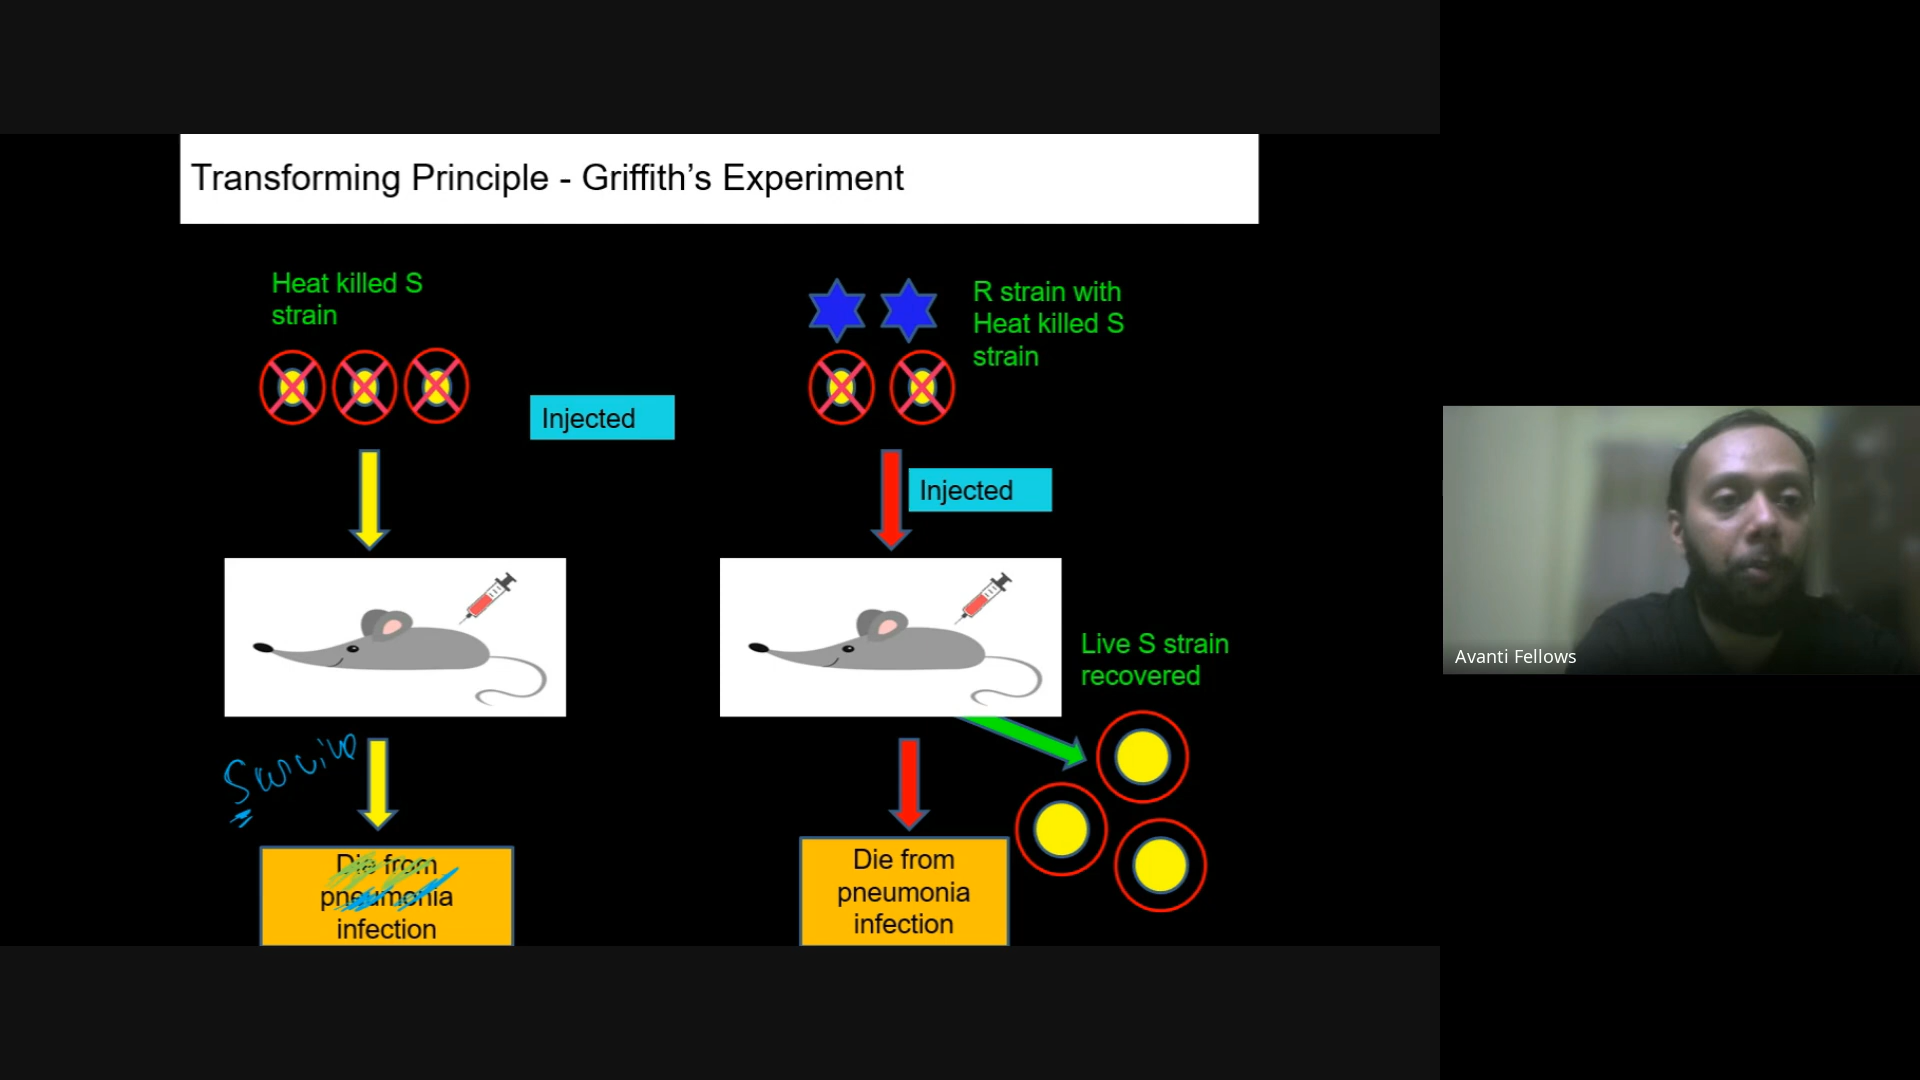 Transforming Principle - Griffith’s Experiment
Heat killed S
strain
R strain with
Heat killed S
strain
Injected
Injected
Live S strain
recovered
Survive
Die from
pneumonia
infection
Die from
pneumonia
infection
Avanti Fellows